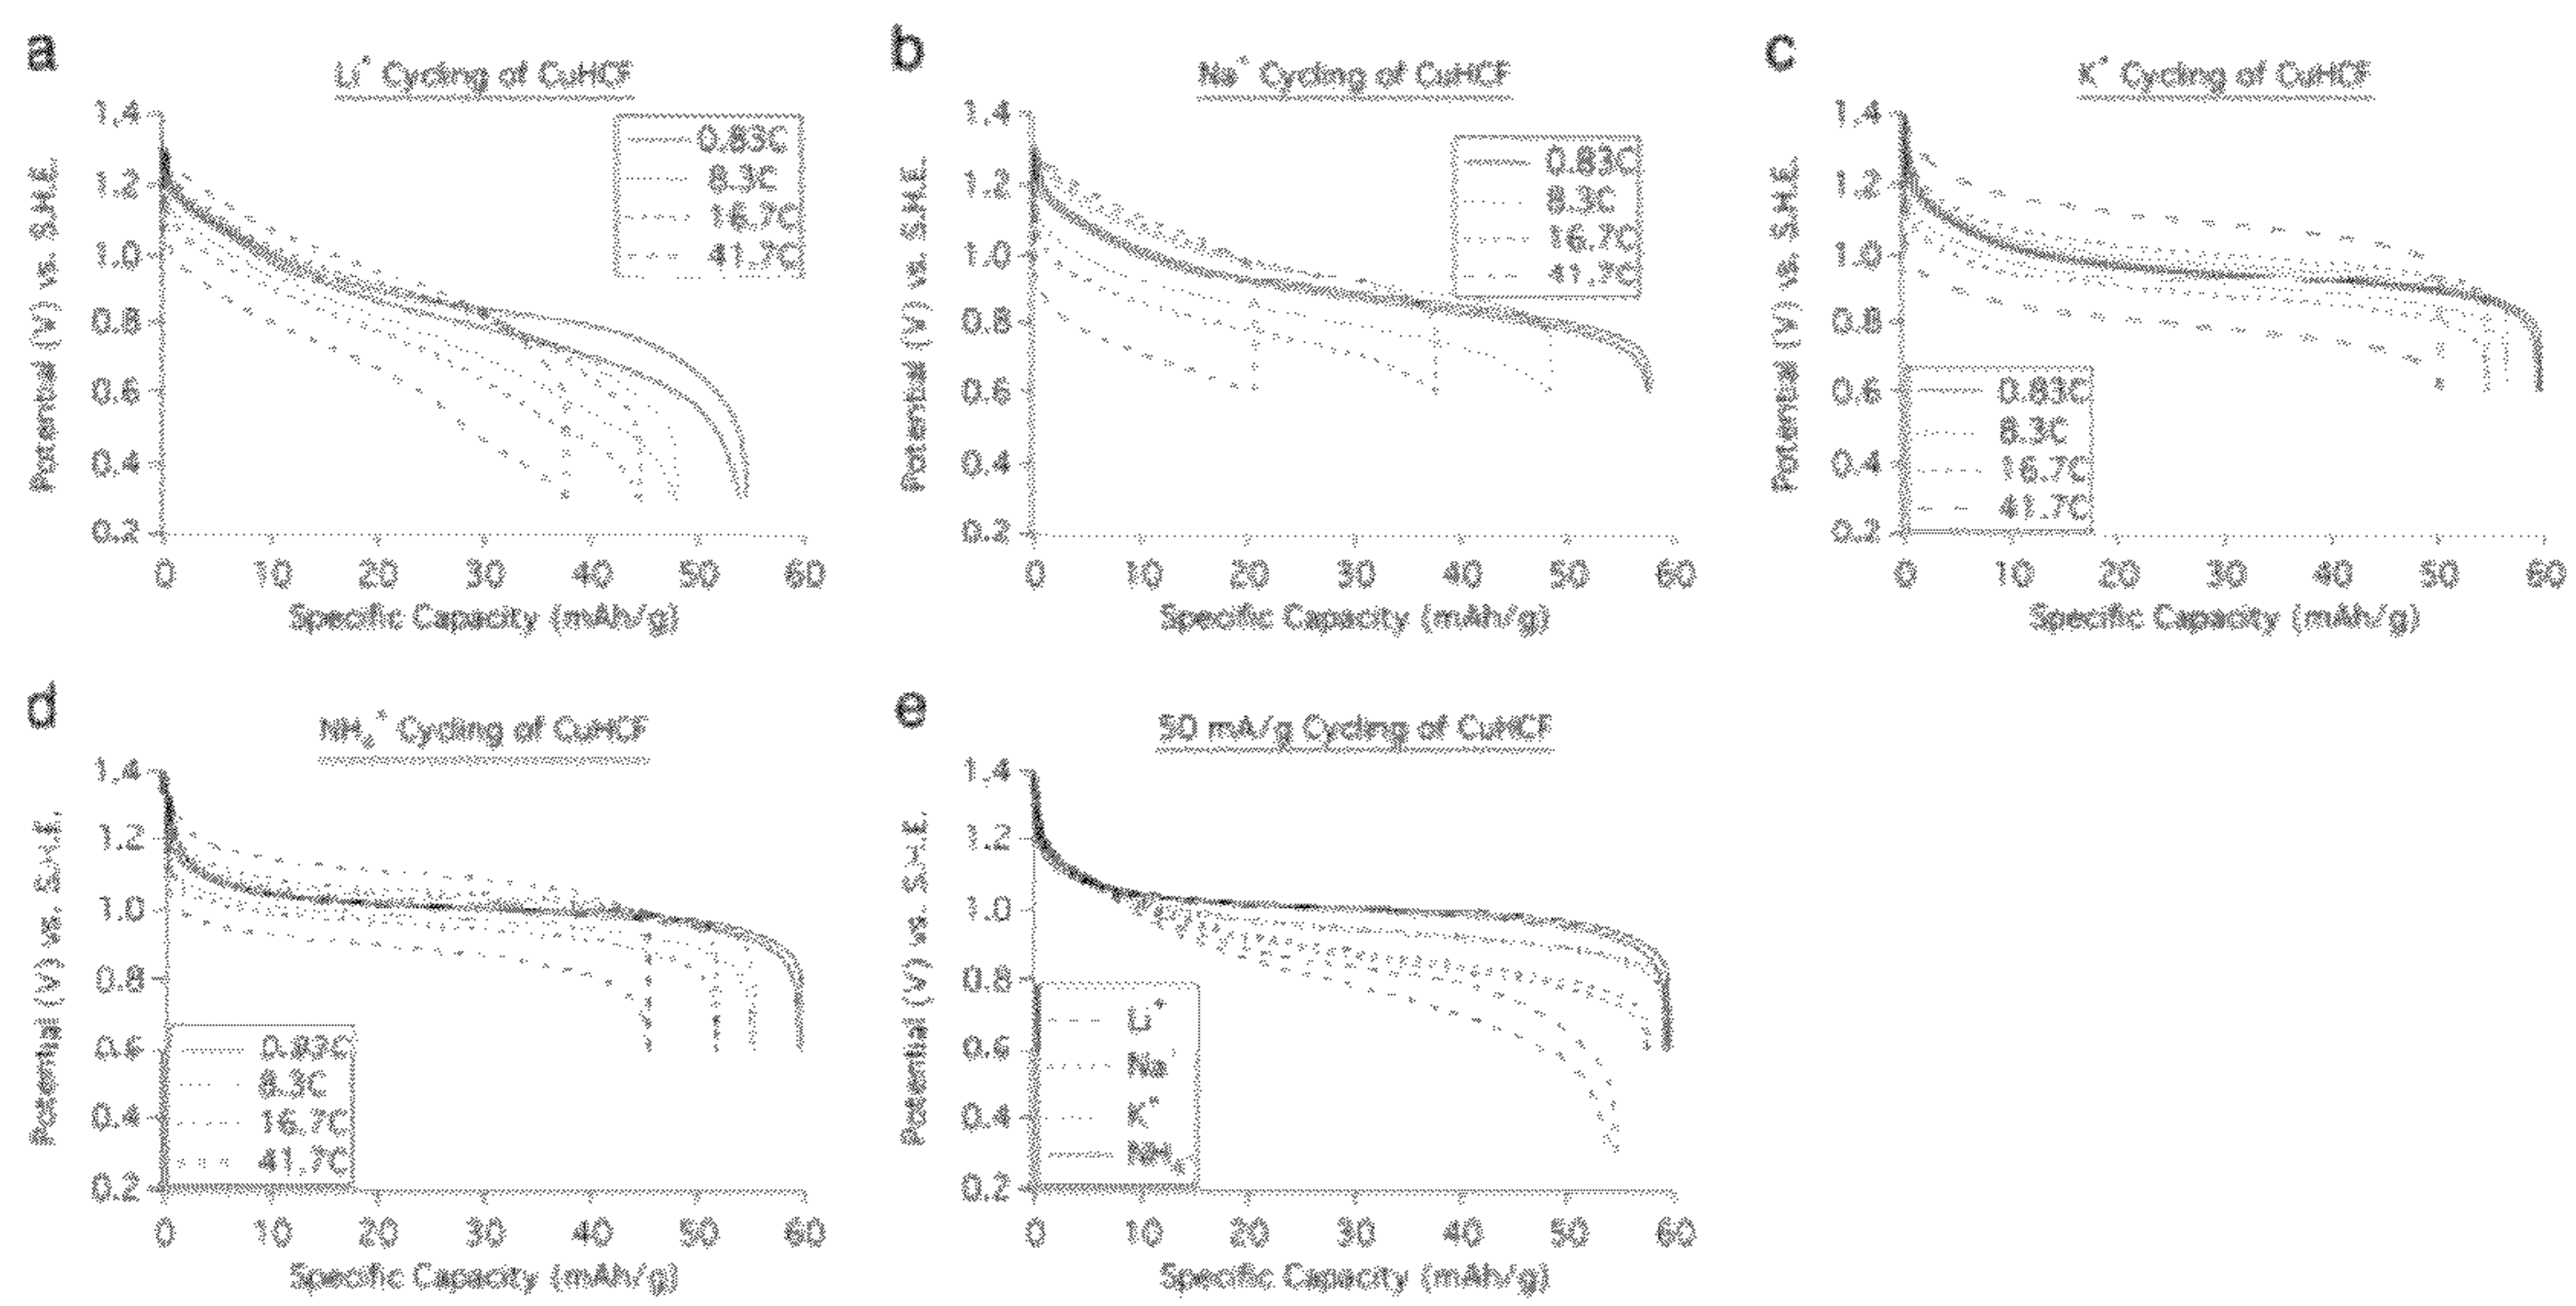 a
Li+ Cycling of CuHCF
1.4
1.2
1.0
0.8
0.6
0.4
0.2
Potential (V) vs. S.H.E.
0.83C
8.3C
16.7C
41.7C
0 10 20 30 40 50 60
Specific Capacity (mAh/g)
b
Na+ Cycling of CuHCF
1.4
1.2
1.0
0.8
0.6
0.4
0.2
Potential (V) vs. S.H.E.
0.83C
8.3C
16.7C
41.7C
0 10 20 30 40 50 60
Specific Capacity (mAh/g)
c
K+ Cycling of CuHCF
1.4
1.2
1.0
0.8
0.6
0.4
0.2
Potential (V) vs. S.H.E.
0.83C
8.3C
16.7C
41.7C
0 10 20 30 40 50 60
Specific Capacity (mAh/g)
d
NH4+ Cycling of CuHCF
1.4
1.2
1.0
0.8
0.6
0.4
0.2
Potential (V) vs. S.H.E.
0.83C
8.3C
16.7C
41.7C
0 10 20 30 40 50 60
Specific Capacity (mAh/g)
e
50 mA/g Cycling of CuHCF
1.4
1.2
1.0
0.8
0.6
0.4
0.2
Potential (V) vs. S.H.E.
Li+
Na
K+
NH4
0 10 20 30 40 50 60
Specific Capacity (mAh/g)